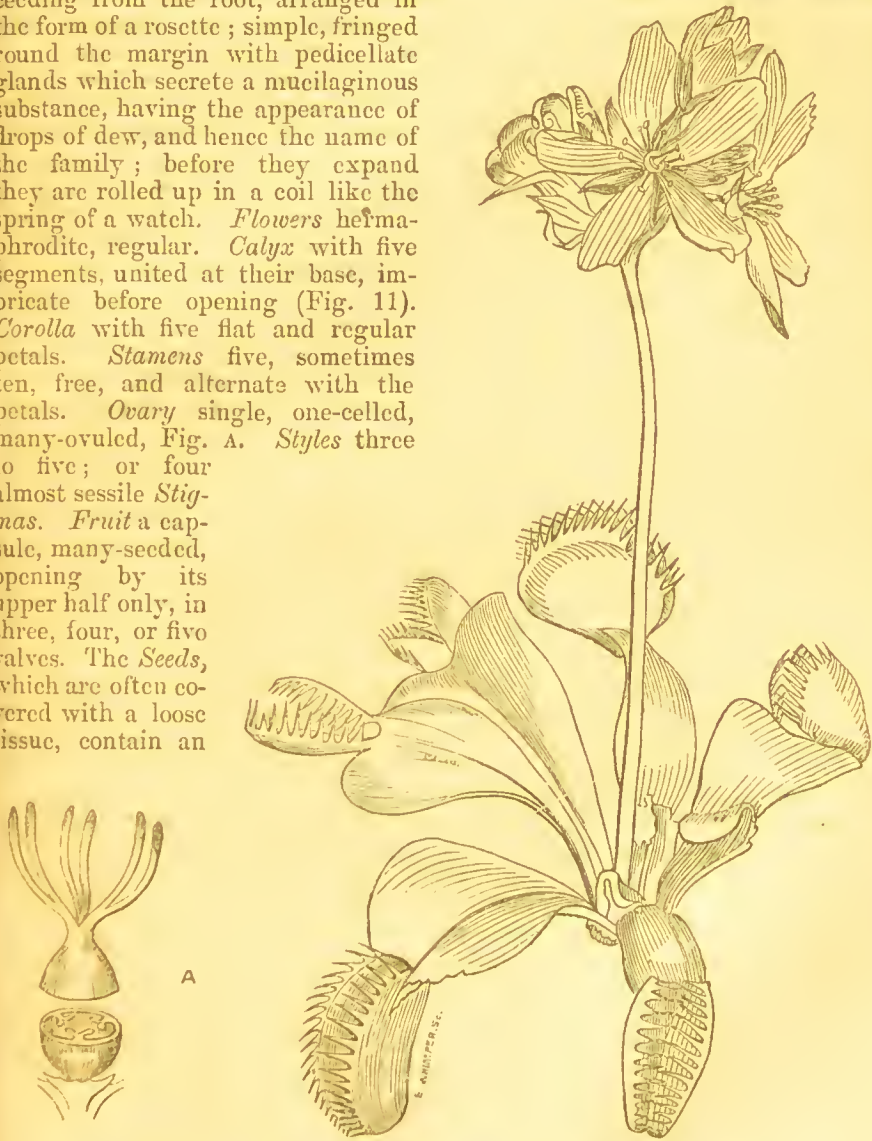 ceeding from the root, arranged in
the form of a rosette ; simple, fringed
round the margin with pedicellate
glands which secrete a mucilaginous
substance, having the appearance of
drops of dew, and hence the name of
the family ; before they expand
they are rolled up in a coil like the
spring of a watch. Flowers herma-
phrodite, regular. Calyx with five
segments, united at their base, im-
bricate before opening (Fig. 11).
Corolla with five flat and regular
petals. Stamens five, sometimes
ten, free, and alternate with the
petals. Ovary single, one-celled,
many-ovuled, Fig. A. Styles three
to five; or four
almost sessile Stig-
mas. Fruit a cap-
sule, many-seeded,
opening by its
upper half only, in
three, four, or five
valves. The Seeds,
which are often co-
vered with a loose
tissue, contain an
A